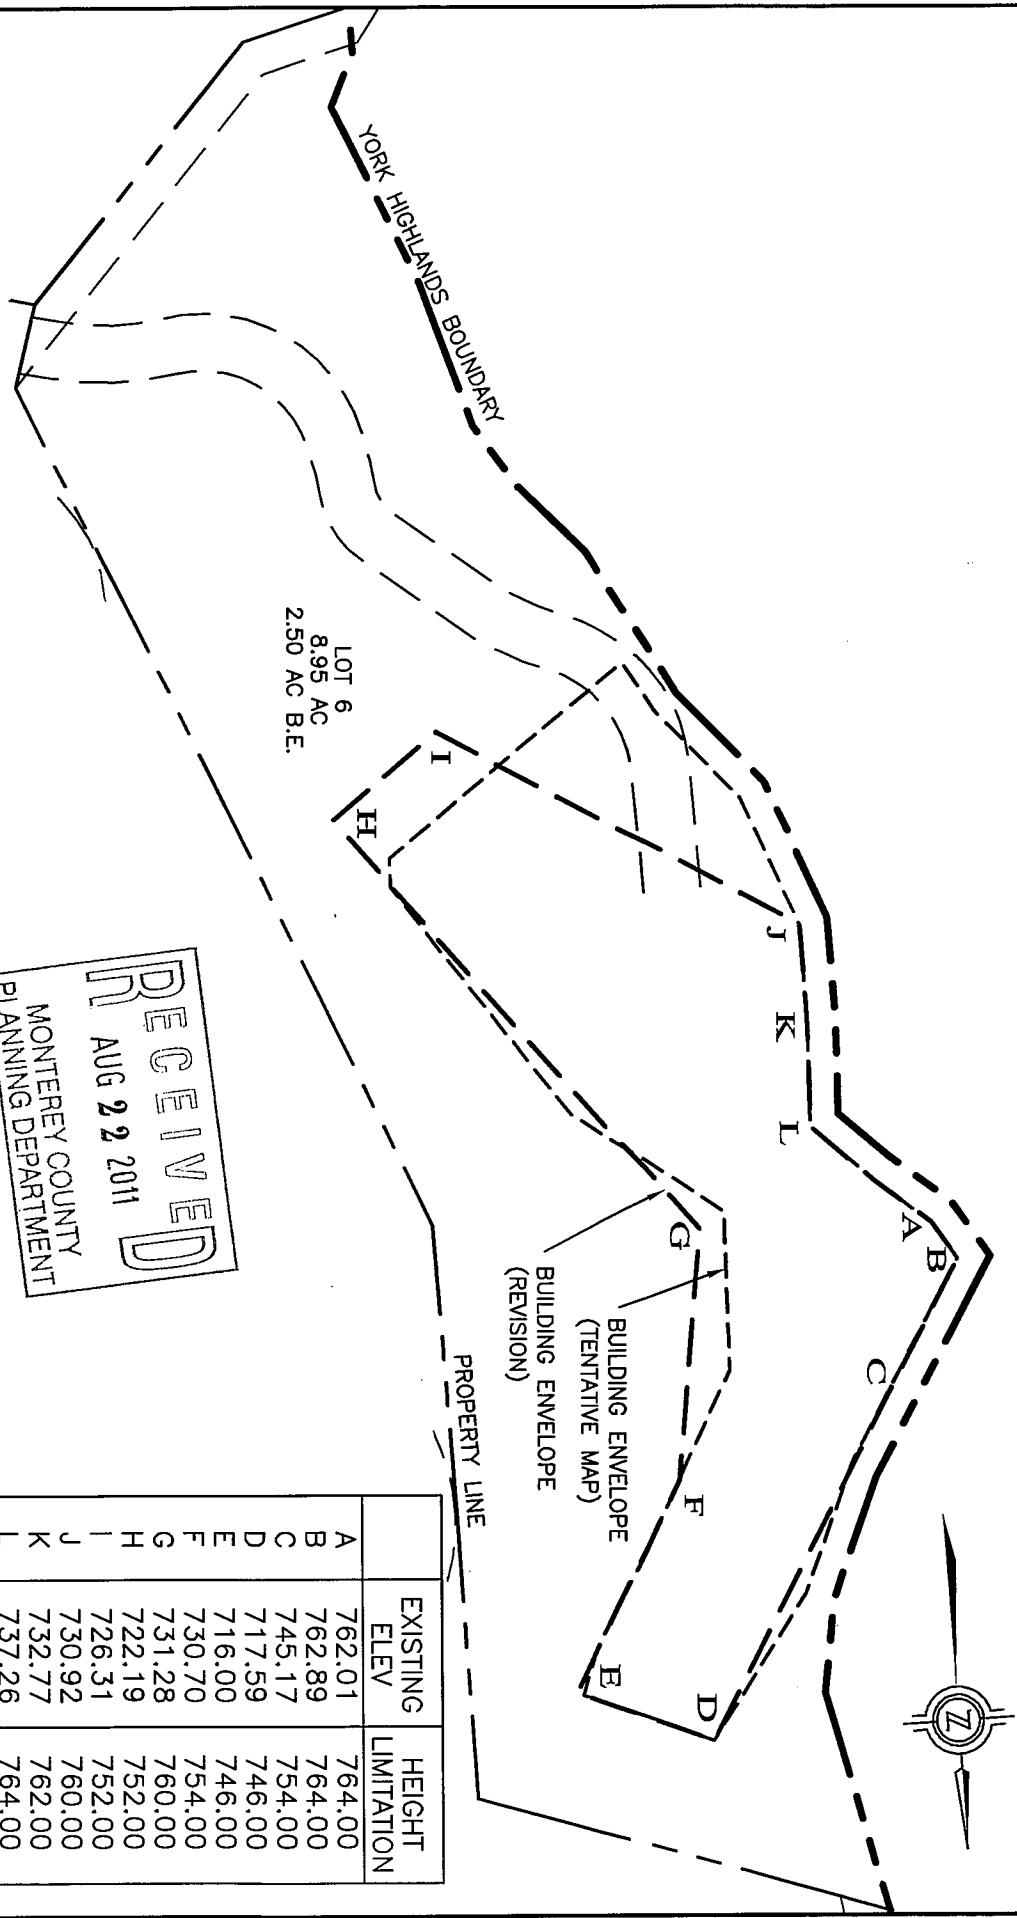 YORK HIGHLANDS BOUNDARY
LOT 6
8.95 AC
2.50 AC B.E.
I
H
J
K
L
A
B
C
G
F
E
D
BUILDING ENVELOPE
(TENTATIVE MAP)
BUILDING ENVELOPE
(REVISION)
PROPERTY LINE
Z
RECEIVED
AUG 22 2011
MONTEREY COUNTY
PLANNING DEPARTMENT
EXISTING ELEV HEIGHT LIMITATION
A 762.01 764.00
B 762.89 764.00
C 745.17 754.00
D 717.59 746.00
E 716.00 746.00
F 730.70 754.00
G 731.28 760.00
H 722.19 752.00
I 726.31 752.00
J 730.92 760.00
K 732.77 762.00
L 737.26 764.00